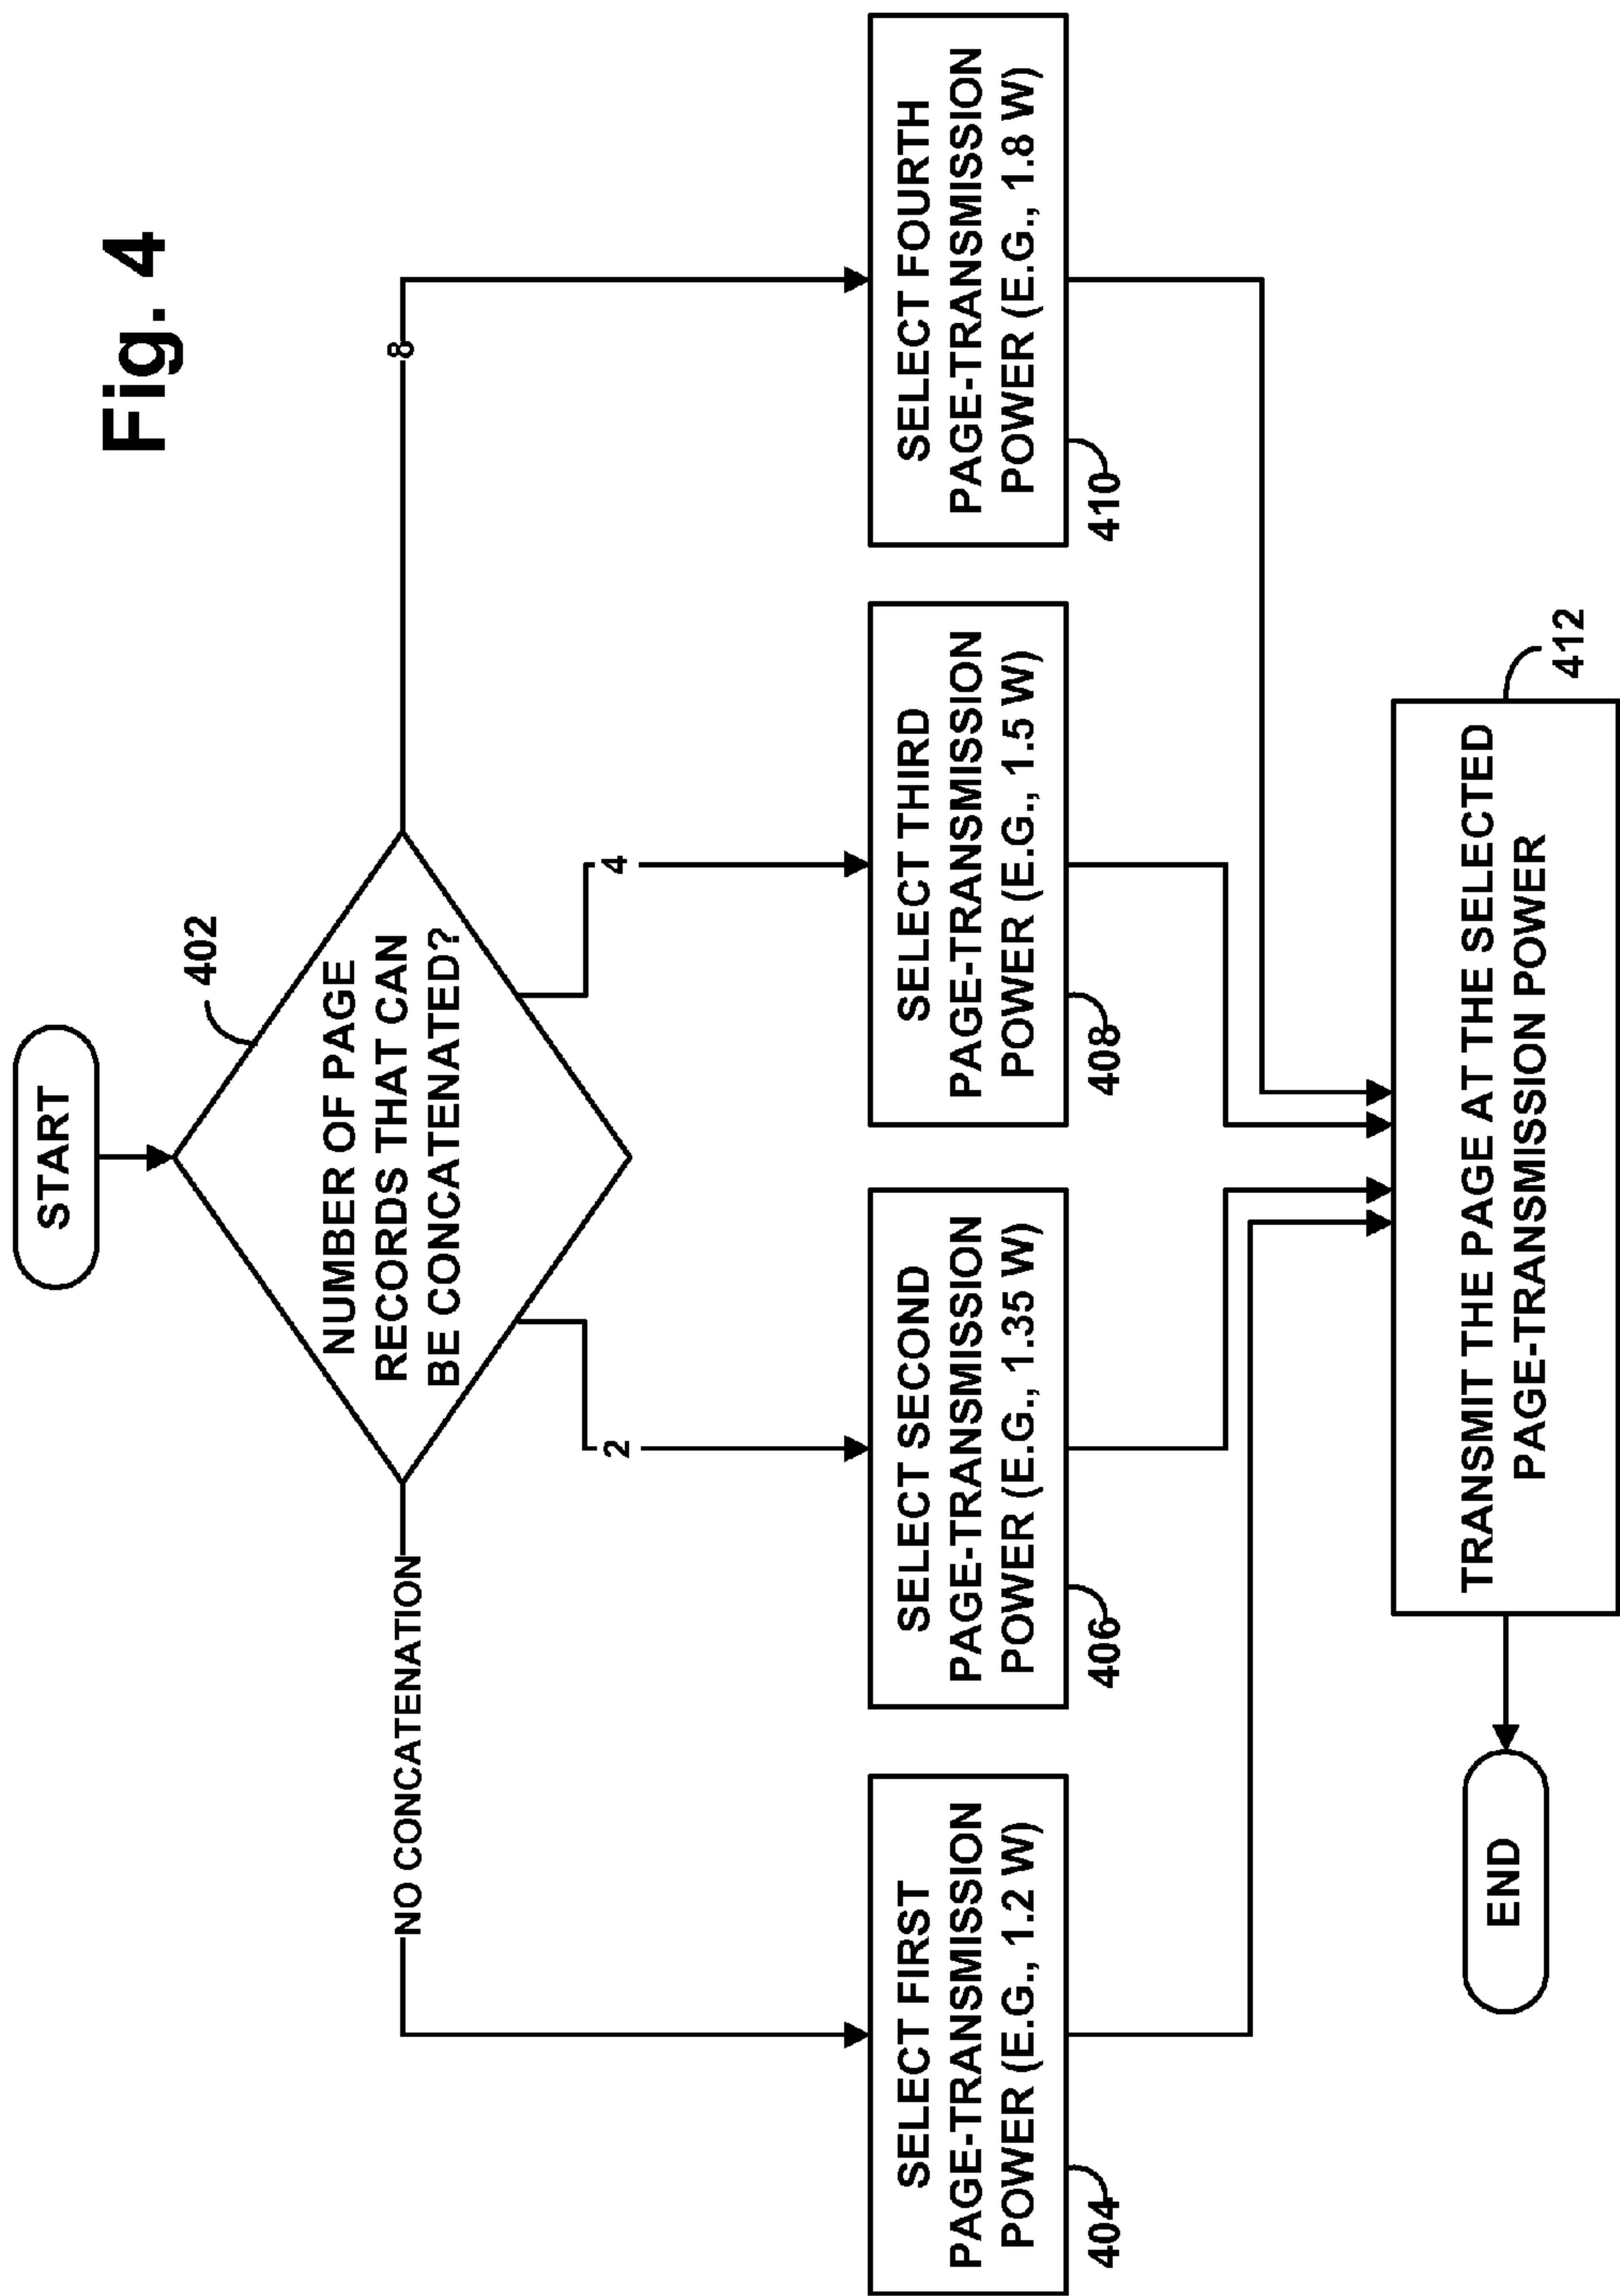 Fig. 4
START
402
NUMBER OF PAGE
RECORDS THAT CAN
BE CONCATENATED?
NO CONCATENATION
2
4
8
SELECT FIRST
PAGE-TRANSMISSION
POWER (E.G., 1.2 W)
404
SELECT SECOND
PAGE-TRANSMISSION
POWER (E.G., 1.35 W)
406
SELECT THIRD
PAGE-TRANSMISSION
POWER (E.G., 1.5 W)
408
SELECT FOURTH
PAGE-TRANSMISSION
POWER (E.G., 1.8 W)
410
TRANSMIT THE PAGE AT THE SELECTED
PAGE-TRANSMISSION POWER
412
END